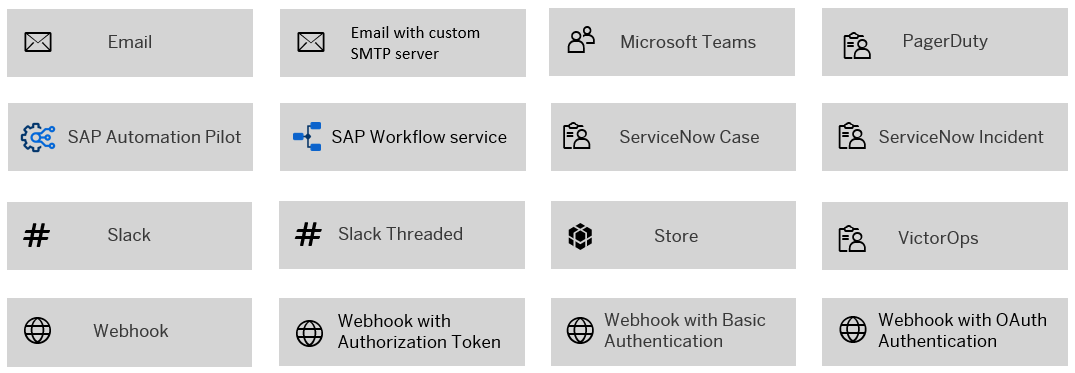 Email
Email with custom
SMTP server
Microsoft Teams
PagerDuty
SAP Automation Pilot
SAP Workflow service
ServiceNow Case
ServiceNow Incident
Slack
Slack Threaded
Store
VictorOps
Webhook
Webhook with
Authorization Token
Webhook with Basic
Authentication
Webhook with OAuth
Authentication